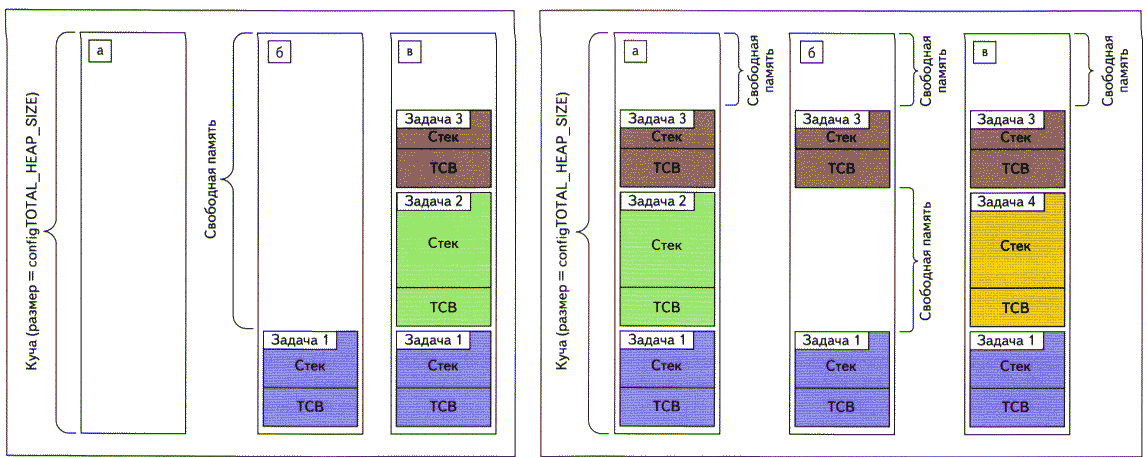 Куча (размер = configTOTAL_HEAP_SIZE)
а
Свободная память
б
Задача 1
Стек
TCB
в
Задача 3
Стек
TCB
Задача 2
Стек
TCB
Задача 1
Стек
TCB
Куча (размер = configTOTAL_HEAP_SIZE)
а
Задача 3
Стек
TCB
Задача 2
Стек
TCB
Задача 1
Стек
TCB
Свободная
память
б
Задача 3
Стек
TCB
Задача 1
Стек
TCB
Свободная
память
Свободная память
в
Задача 3
Стек
TCB
Задача 4
Стек
TCB
Задача 1
Стек
TCB
Свободная
память